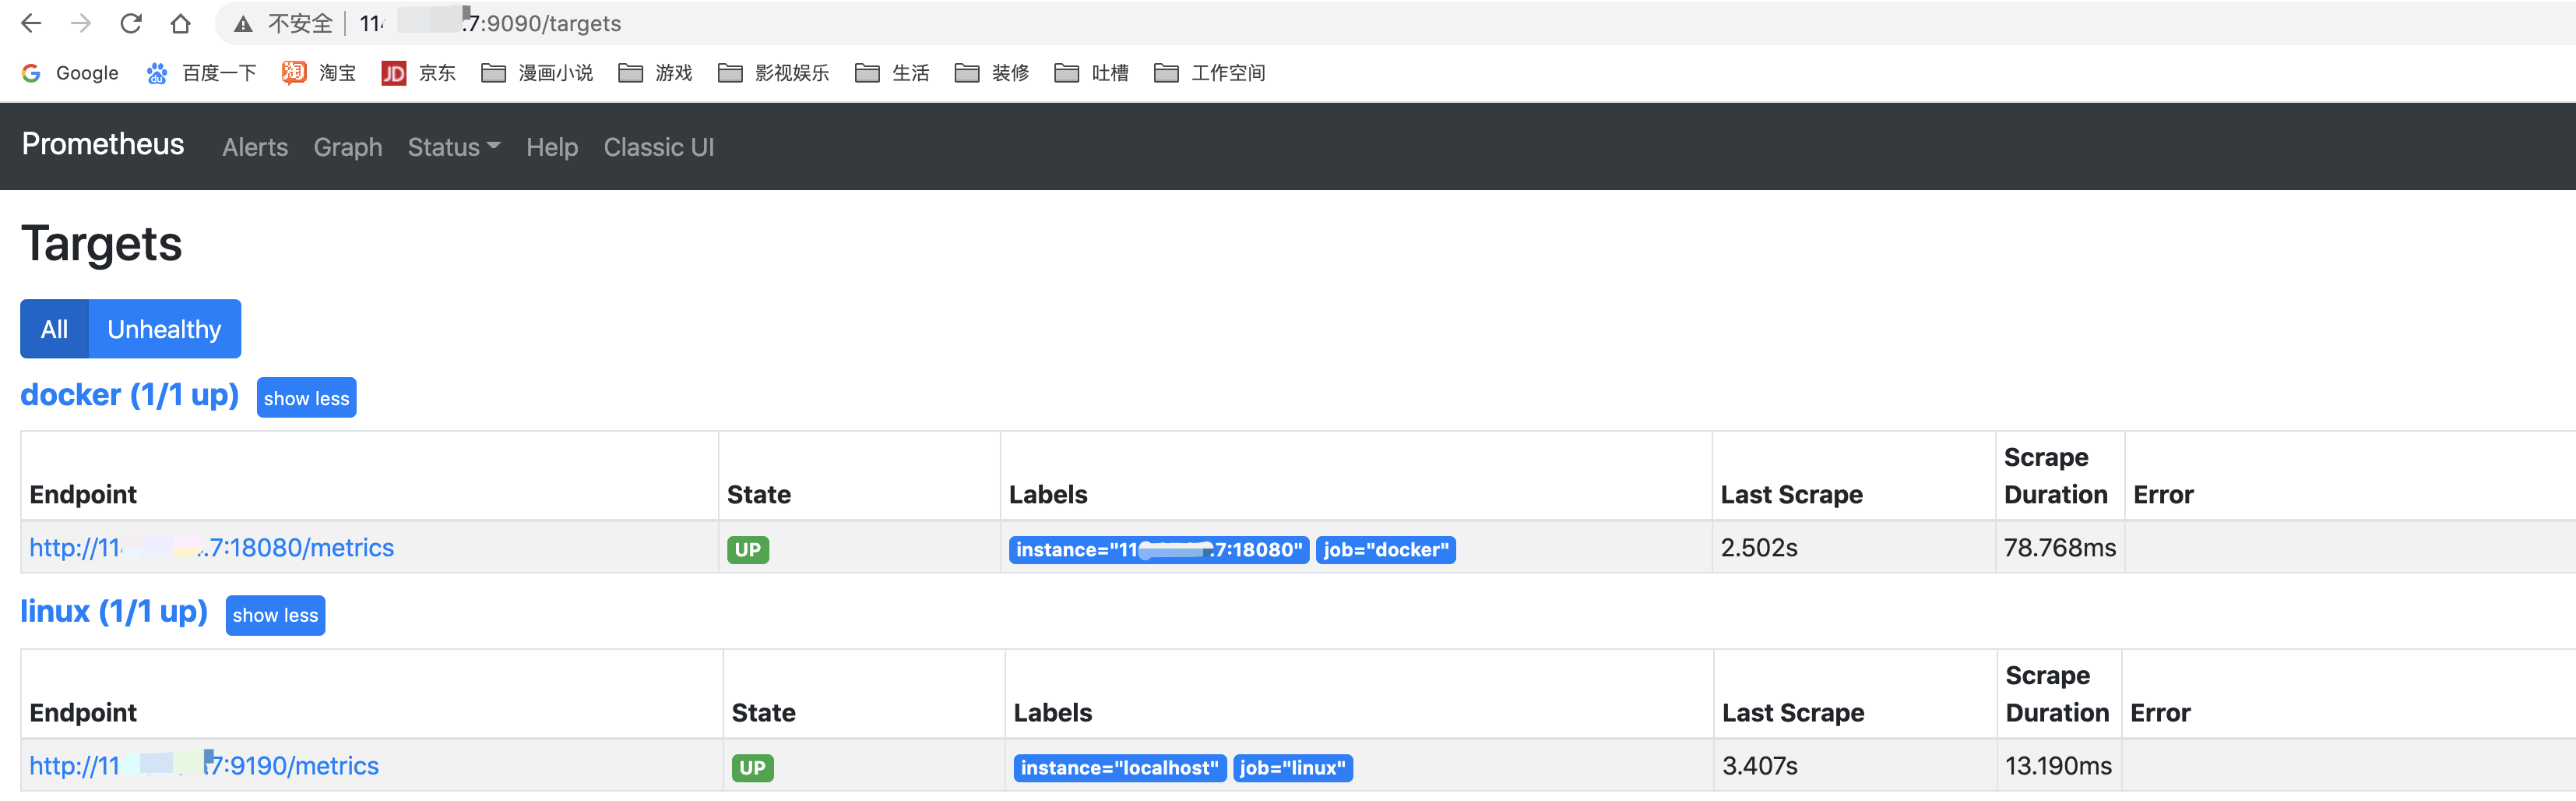 不安全 11 .7:9090/targets
Google 百度一下 淘宝 京东 漫画小说 游戏 影视娱乐 生活 装修 吐槽 工作空间
Prometheus Alerts Graph Status Help Classic UI
Targets
All Unhealthy
docker (1/1 up) show less
Endpoint State Labels Last Scrape Scrape Duration Error
http://11 .7:18080/metrics UP instance="11 .7:18080" job="docker" 2.502s 78.768ms
linux (1/1 up) show less
Endpoint State Labels Last Scrape Scrape Duration Error
http://11 7:9190/metrics UP instance="localhost" job="linux" 3.407s 13.190ms